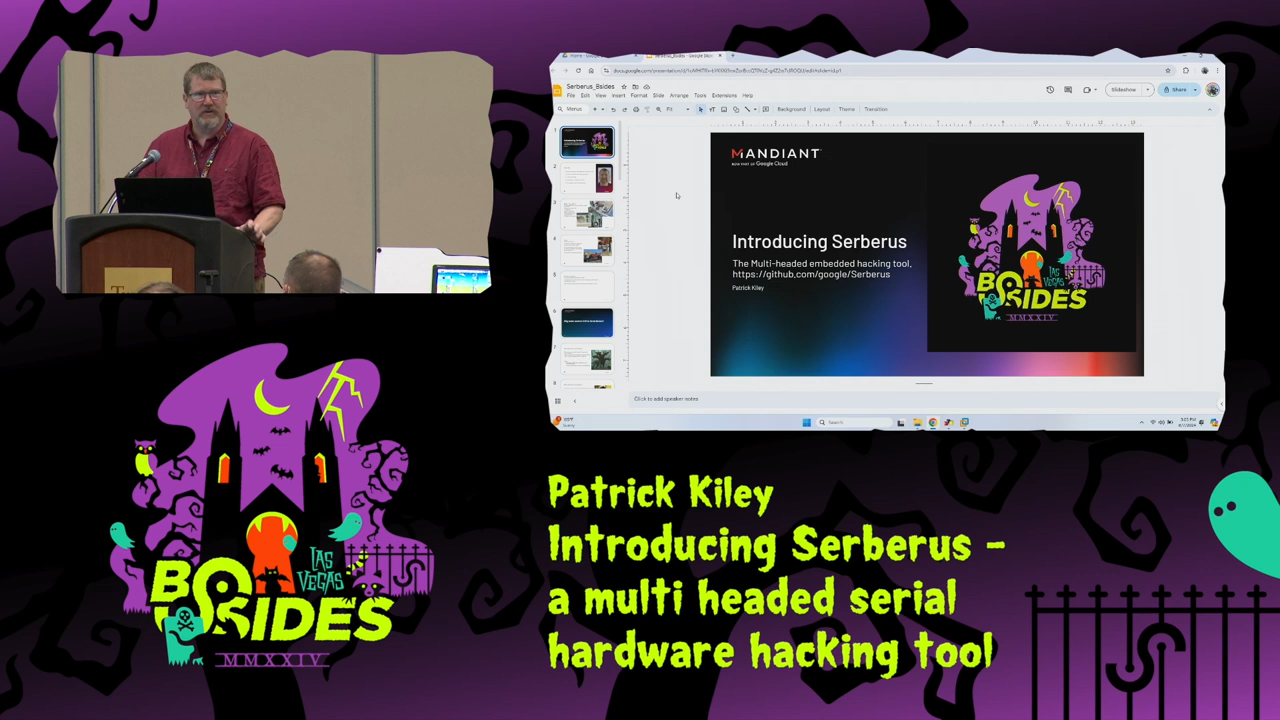 Serberus_Bsides
File Edit View Insert Format Slide Arrange Tools Extensions Help
Slideshow
Share
Menus
Fit
Background Layout Theme Transition
MANDIANT
NOW PART OF Google Cloud
Introducing Serberus
The Multi-headed embedded hacking tool.
https://github.com/google/Serberus
Patrick Kiley
LAS VEGAS
BSIDES
MMXXIV
Click to add speaker notes
Search
LAS
VEGAS
BSIDES
MMXXIV
Patrick Kiley
Introducing Serberus -
a multi headed serial
hardware hacking tool